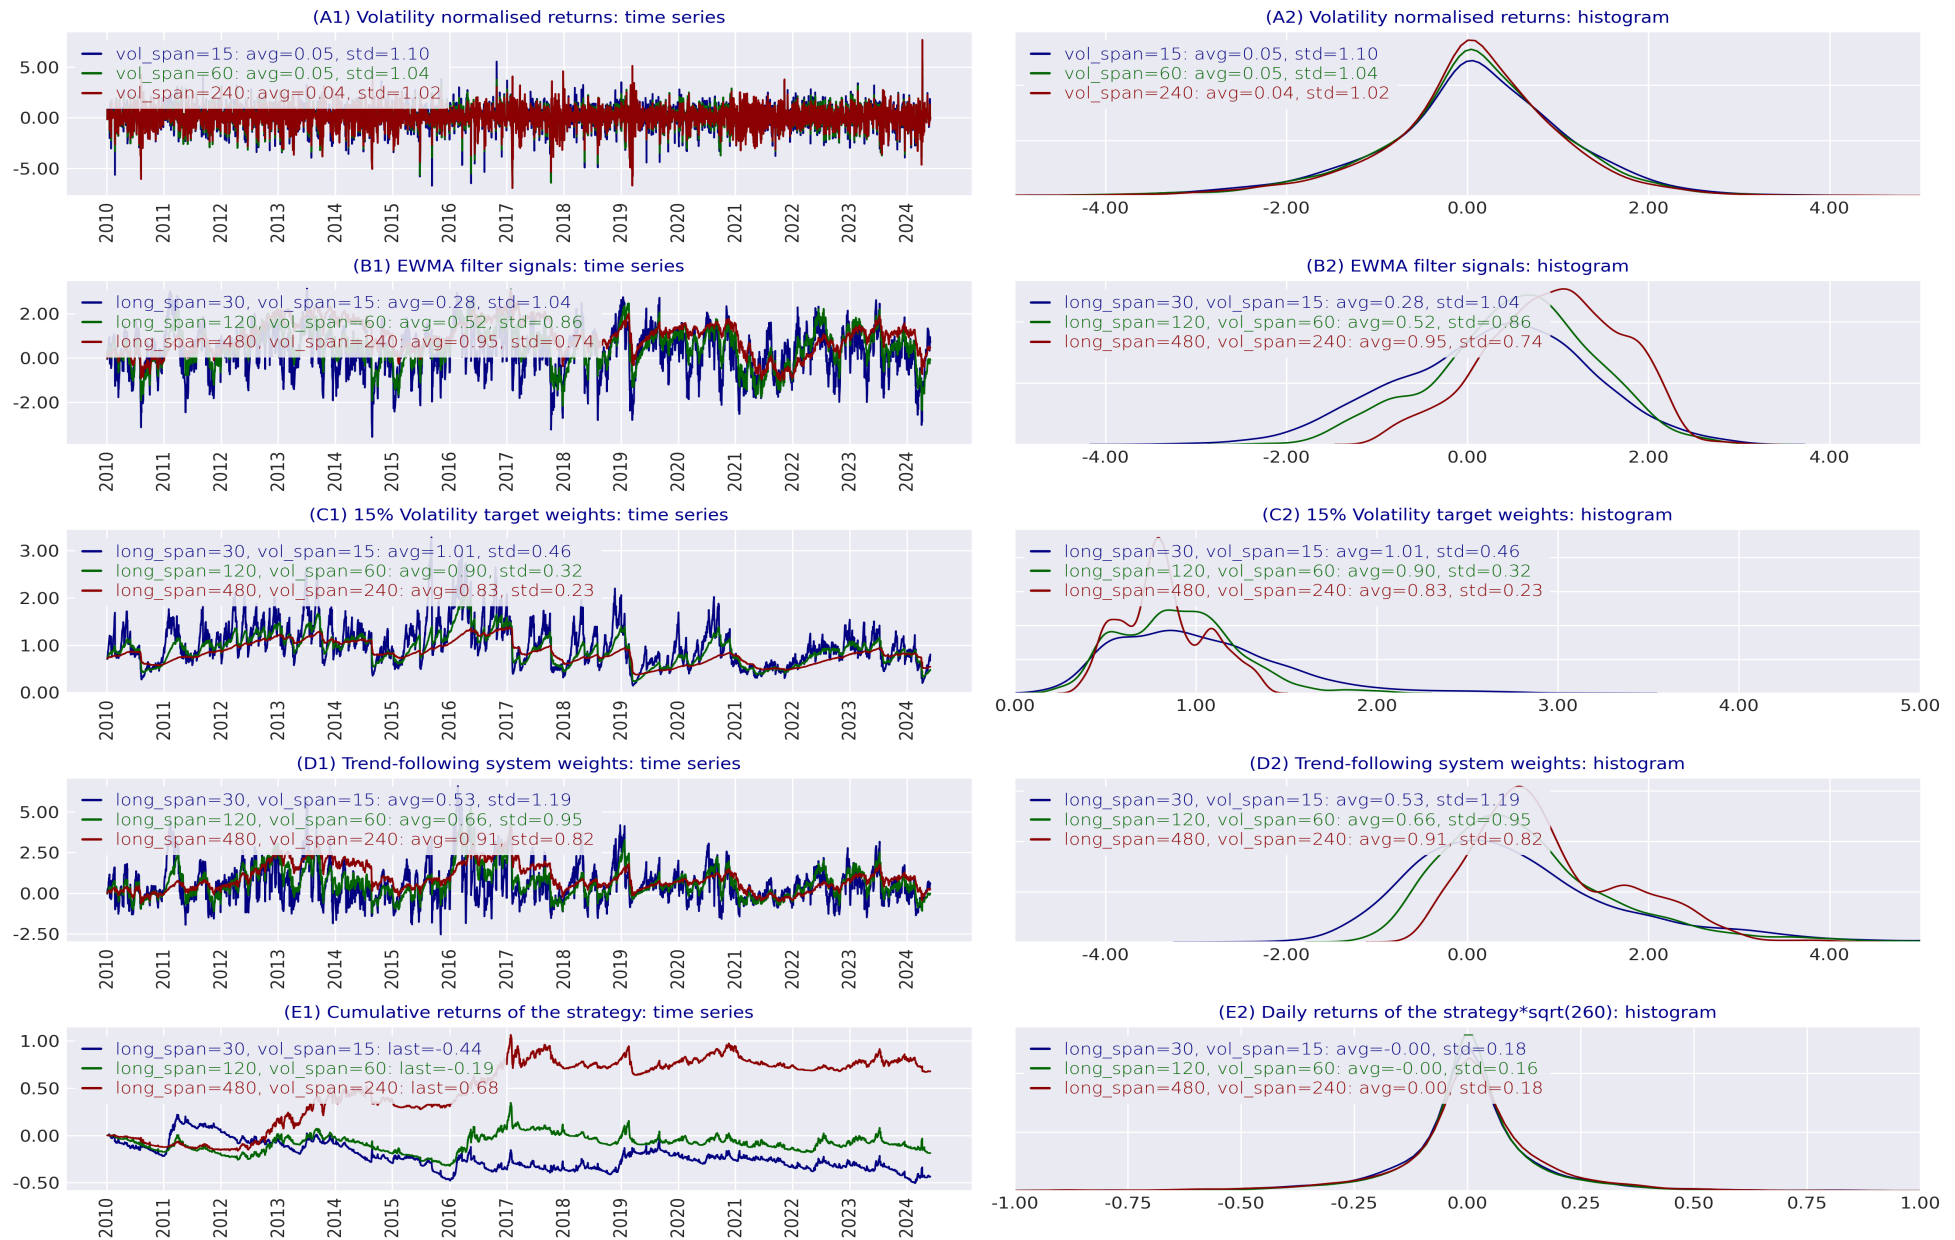 (A1) Volatility normalised returns: time series
vol_span=15: avg=0.05, std=1.10
vol_span=60: avg=0.05, std=1.04
vol_span=240: avg=0.04, std=1.02
5.00
0.00
-5.00
2010 2011 2012 2013 2014 2015 2016 2017 2018 2019 2020 2021 2022 2023 2024
(A2) Volatility normalised returns: histogram
vol_span=15: avg=0.05, std=1.10
vol_span=60: avg=0.05, std=1.04
vol_span=240: avg=0.04, std=1.02
-4.00 -2.00 0.00 2.00 4.00
(B1) EWMA filter signals: time series
long_span=30, vol_span=15: avg=0.28, std=1.04
long_span=120, vol_span=60: avg=0.52, std=0.86
long_span=480, vol_span=240: avg=0.95, std=0.74
2.00
0.00
-2.00
2010 2011 2012 2013 2014 2015 2016 2017 2018 2019 2020 2021 2022 2023 2024
(B2) EWMA filter signals: histogram
long_span=30, vol_span=15: avg=0.28, std=1.04
long_span=120, vol_span=60: avg=0.52, std=0.86
long_span=480, vol_span=240: avg=0.95, std=0.74
-4.00 -2.00 0.00 2.00 4.00
(C1) 15% Volatility target weights: time series
long_span=30, vol_span=15: avg=1.01, std=0.46
long_span=120, vol_span=60: avg=0.90, std=0.32
long_span=480, vol_span=240: avg=0.83, std=0.23
3.00
2.00
1.00
0.00
2010 2011 2012 2013 2014 2015 2016 2017 2018 2019 2020 2021 2022 2023 2024
(C2) 15% Volatility target weights: histogram
long_span=30, vol_span=15: avg=1.01, std=0.46
long_span=120, vol_span=60: avg=0.90, std=0.32
long_span=480, vol_span=240: avg=0.83, std=0.23
0.00 1.00 2.00 3.00 4.00 5.00
(D1) Trend-following system weights: time series
long_span=30, vol_span=15: avg=0.53, std=1.19
long_span=120, vol_span=60: avg=0.66, std=0.95
long_span=480, vol_span=240: avg=0.91, std=0.82
5.00
2.50
0.00
-2.50
2010 2011 2012 2013 2014 2015 2016 2017 2018 2019 2020 2021 2022 2023 2024
(D2) Trend-following system weights: histogram
long_span=30, vol_span=15: avg=0.53, std=1.19
long_span=120, vol_span=60: avg=0.66, std=0.95
long_span=480, vol_span=240: avg=0.91, std=0.82
-4.00 -2.00 0.00 2.00 4.00
(E1) Cumulative returns of the strategy: time series
long_span=30, vol_span=15: last=-0.44
long_span=120, vol_span=60: last=-0.19
long_span=480, vol_span=240: last=0.68
1.00
0.50
0.00
-0.50
2010 2011 2012 2013 2014 2015 2016 2017 2018 2019 2020 2021 2022 2023 2024
(E2) Daily returns of the strategy*sqrt(260): histogram
long_span=30, vol_span=15: avg=-0.00, std=0.18
long_span=120, vol_span=60: avg=-0.00, std=0.16
long_span=480, vol_span=240: avg=0.00, std=0.18
-1.00 -0.75 -0.50 -0.25 0.00 0.25 0.50 0.75 1.00